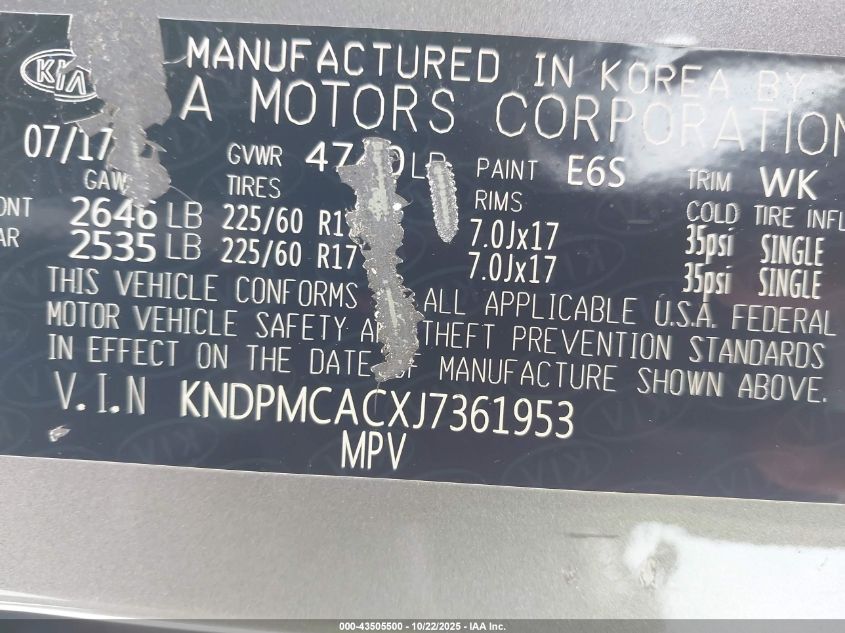 KIA MANUFACTURED IN KOREA BY
A MOTORS CORPORATION
07/17 GVWR LB PAINT E6S TRIM WK
TIRES RIMS COLD TIRE INFL
2646 LB 225/60 7.0Jx17 35psi SINGLE
2535 LB 225/60 R17 7.0Jx17 35psi SINGLE
THIS VEHICLE CONFORMS ALL APPLICABLE U.S.A. FEDERAL
MOTOR VEHICLE SAFETY THEFT PREVENTION STANDARDS
IN EFFECT ON THE DATE OF MANUFACTURE SHOWN ABOVE.
V.I.N KNDPMCACXJ7361953
MPV
000-43505500 - 10/22/2025 - IAA Inc.